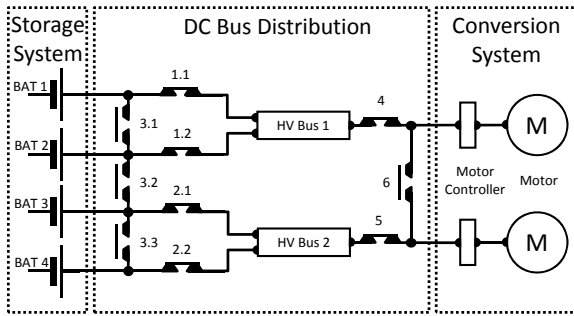 Storage System
DC Bus Distribution
Conversion System
BAT 1
1.1
3.1
HV Bus 1
4
M
BAT 2
1.2
3.2
6
Motor Controller
Motor
BAT 3
2.1
3.3
HV Bus 2
5
M
BAT 4
2.2